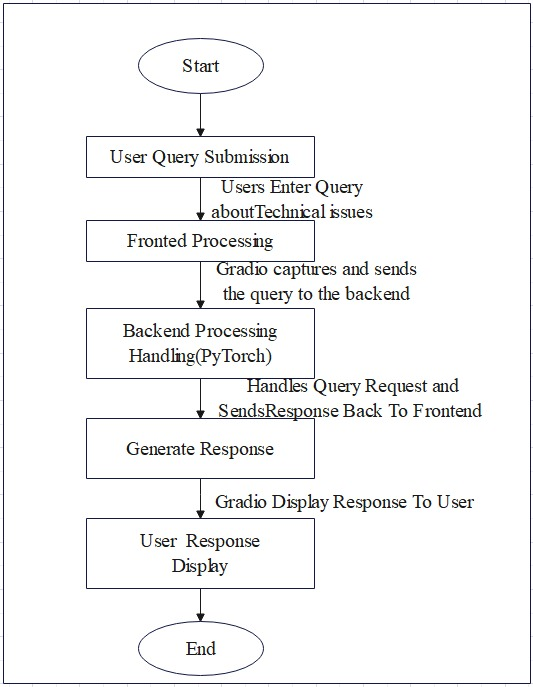 Start
User Query Submission
Users Enter Query
aboutTechnical issues
Fronted Processing
Gradio captures and sends
the query to the backend
Backend Processing
Handling(PyTorch)
Handles Query Request and
SendsResponse Back To Frontend
Generate Response
Gradio Display Response To User
User Response
Display
End